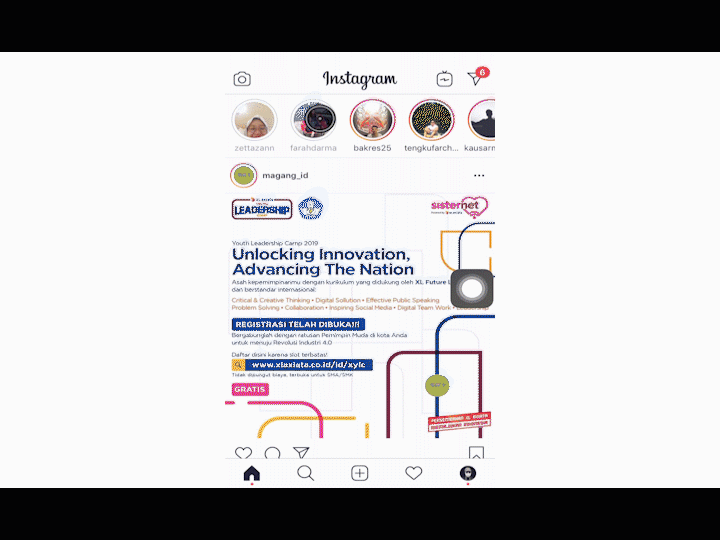 Instagram
6
zettazann
farahdarma
bakres25
tengkufarch...
kausarn
magang_id
LEADERSHIP
sisternet
Youth Leadership Camp 2019
Unlocking Innovation,
Advancing The Nation
Asah kepemimpinanmu dengan kurikulum yang didukung oleh XL Future L
dan berstandar internasional:
Critical & Creative Thinking • Digital Sollution • Effective Public Speaking
Problem Solving • Collaboration • Inspiring Social Media • Digital Team Work • Leadership
REGISTRASI TELAH DIBUKA!!!
Bergabunglah dengan ratusan Pemimpin Muda di kota Anda
untuk menuju Revolusi Industri 4.0
Daftar disini karena slot terbatas!
www.xlaxiata.co.id/id/xylc
Tidak dipungut biaya, terbuka untuk SMA/SMK
GRATIS